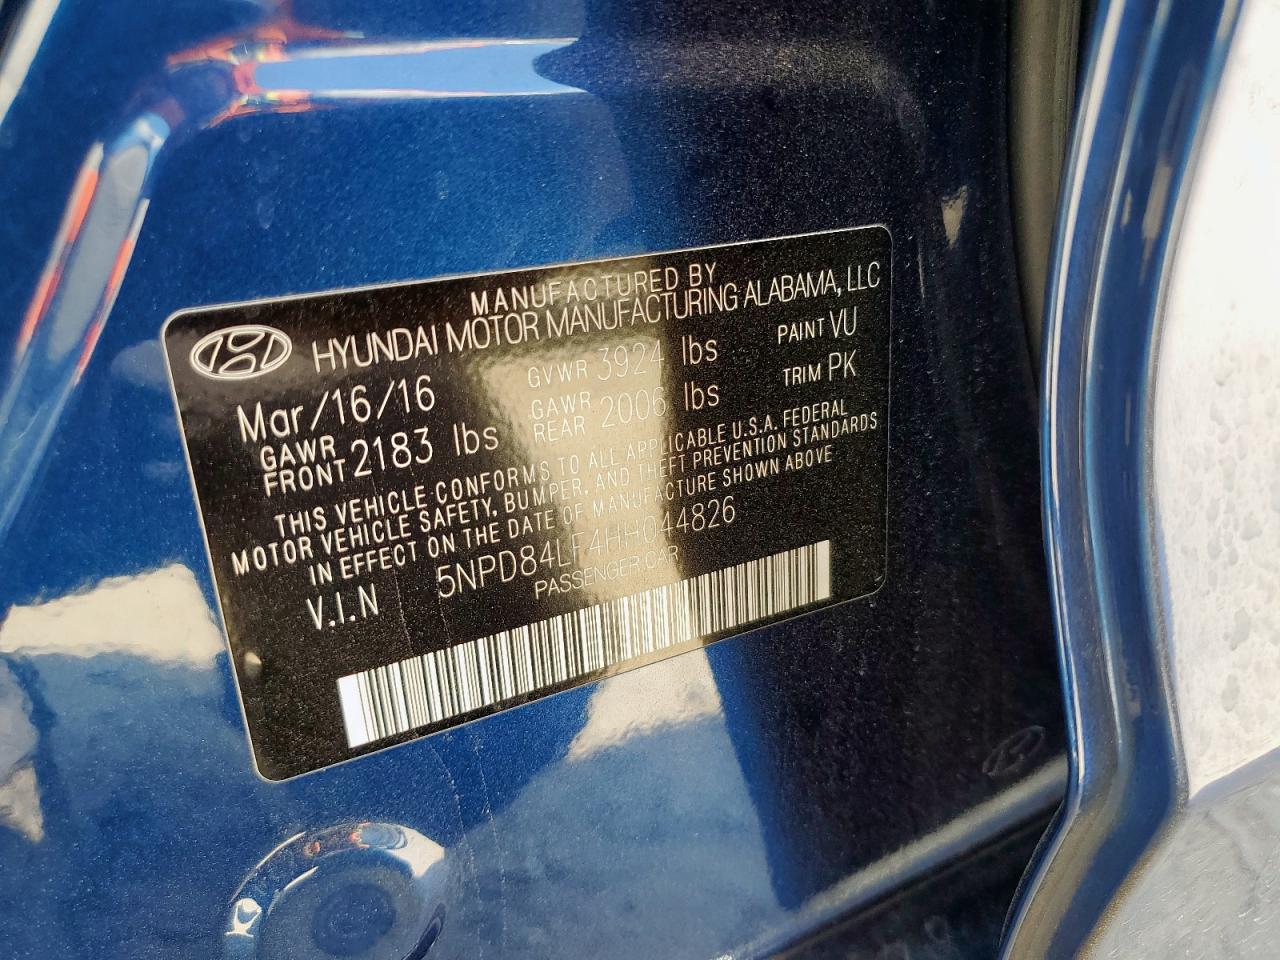 MANUFACTURED BY
HYUNDAI MOTOR MANUFACTURING ALABAMA, LLC
Mar/16/16 GVWR 3924 lbs PAINT VU
GAWR FRONT 2183 lbs GAWR REAR 2006 lbs TRIM PK
THIS VEHICLE CONFORMS TO ALL APPLICABLE U.S.A. FEDERAL
MOTOR VEHICLE SAFETY, BUMPER, AND THEFT PREVENTION STANDARDS
IN EFFECT ON THE DATE OF MANUFACTURE SHOWN ABOVE
V.I.N 5NPD84LF4HH044826
PASSENGER CAR